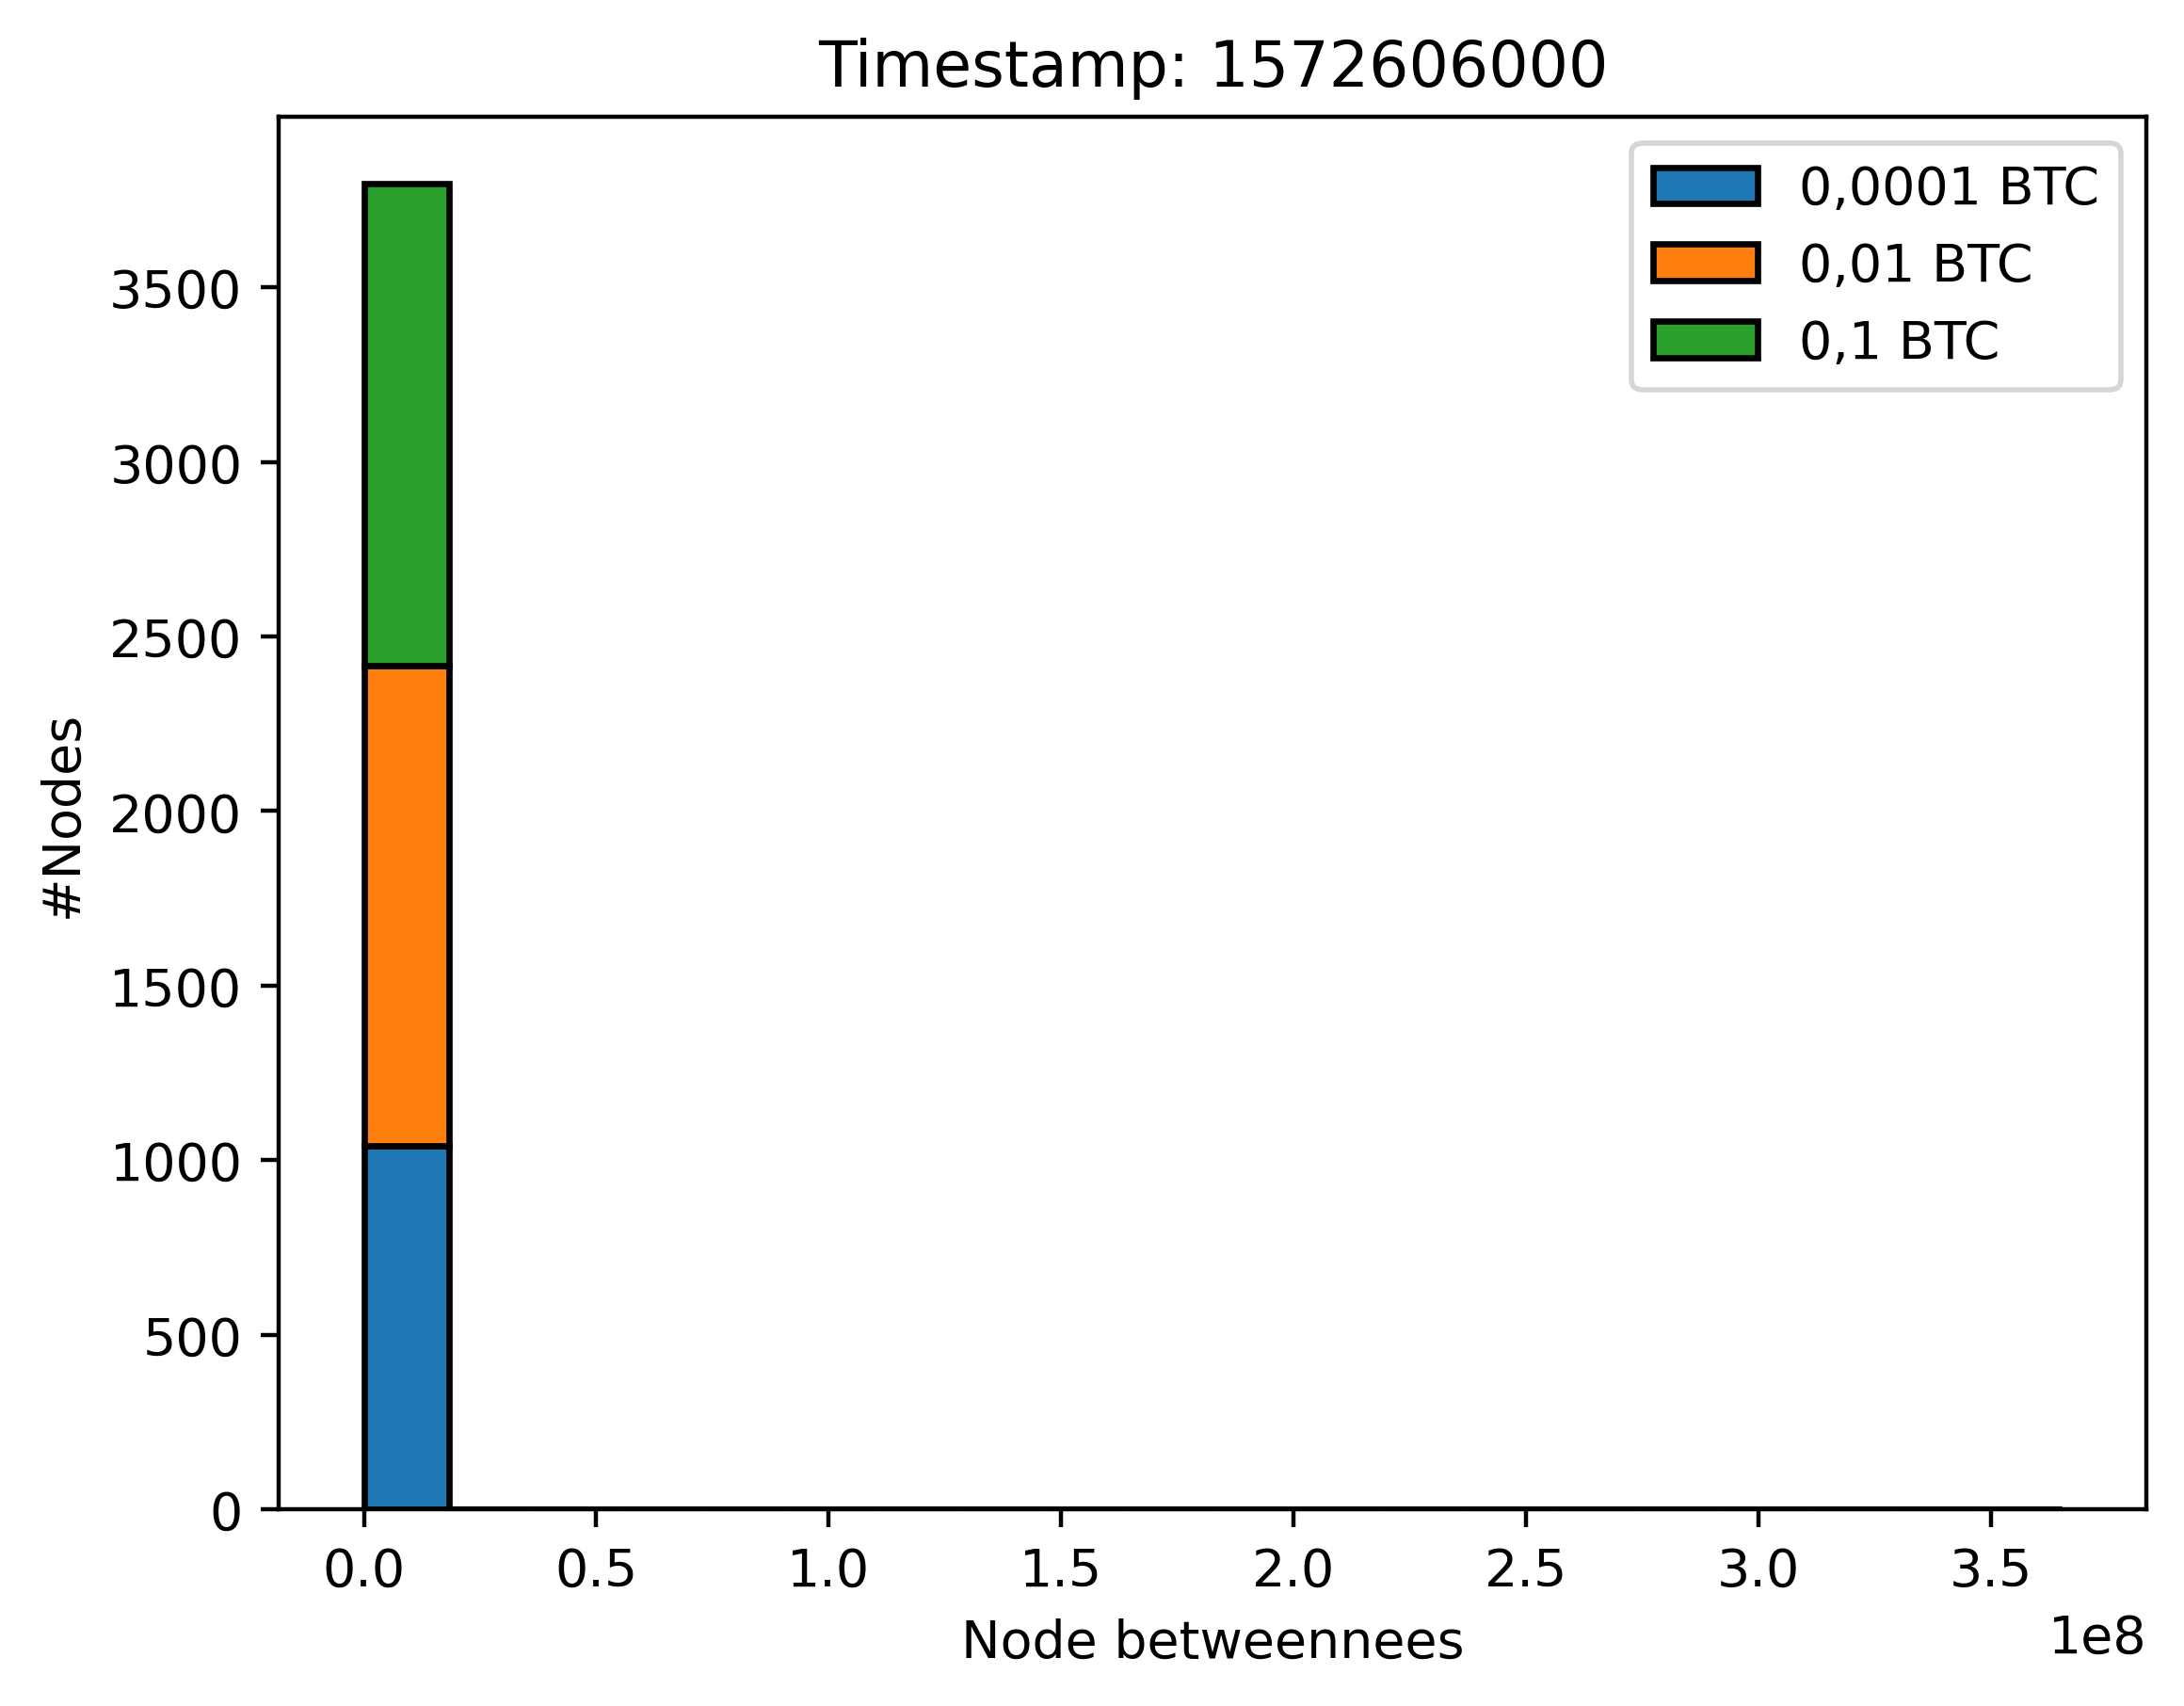 Timestamp: 1572606000
0,0001 BTC
0,01 BTC
0,1 BTC
#Nodes
3500
3000
2500
2000
1500
1000
500
0
0.0 0.5 1.0 1.5 2.0 2.5 3.0 3.5
1e8
Node betweennees